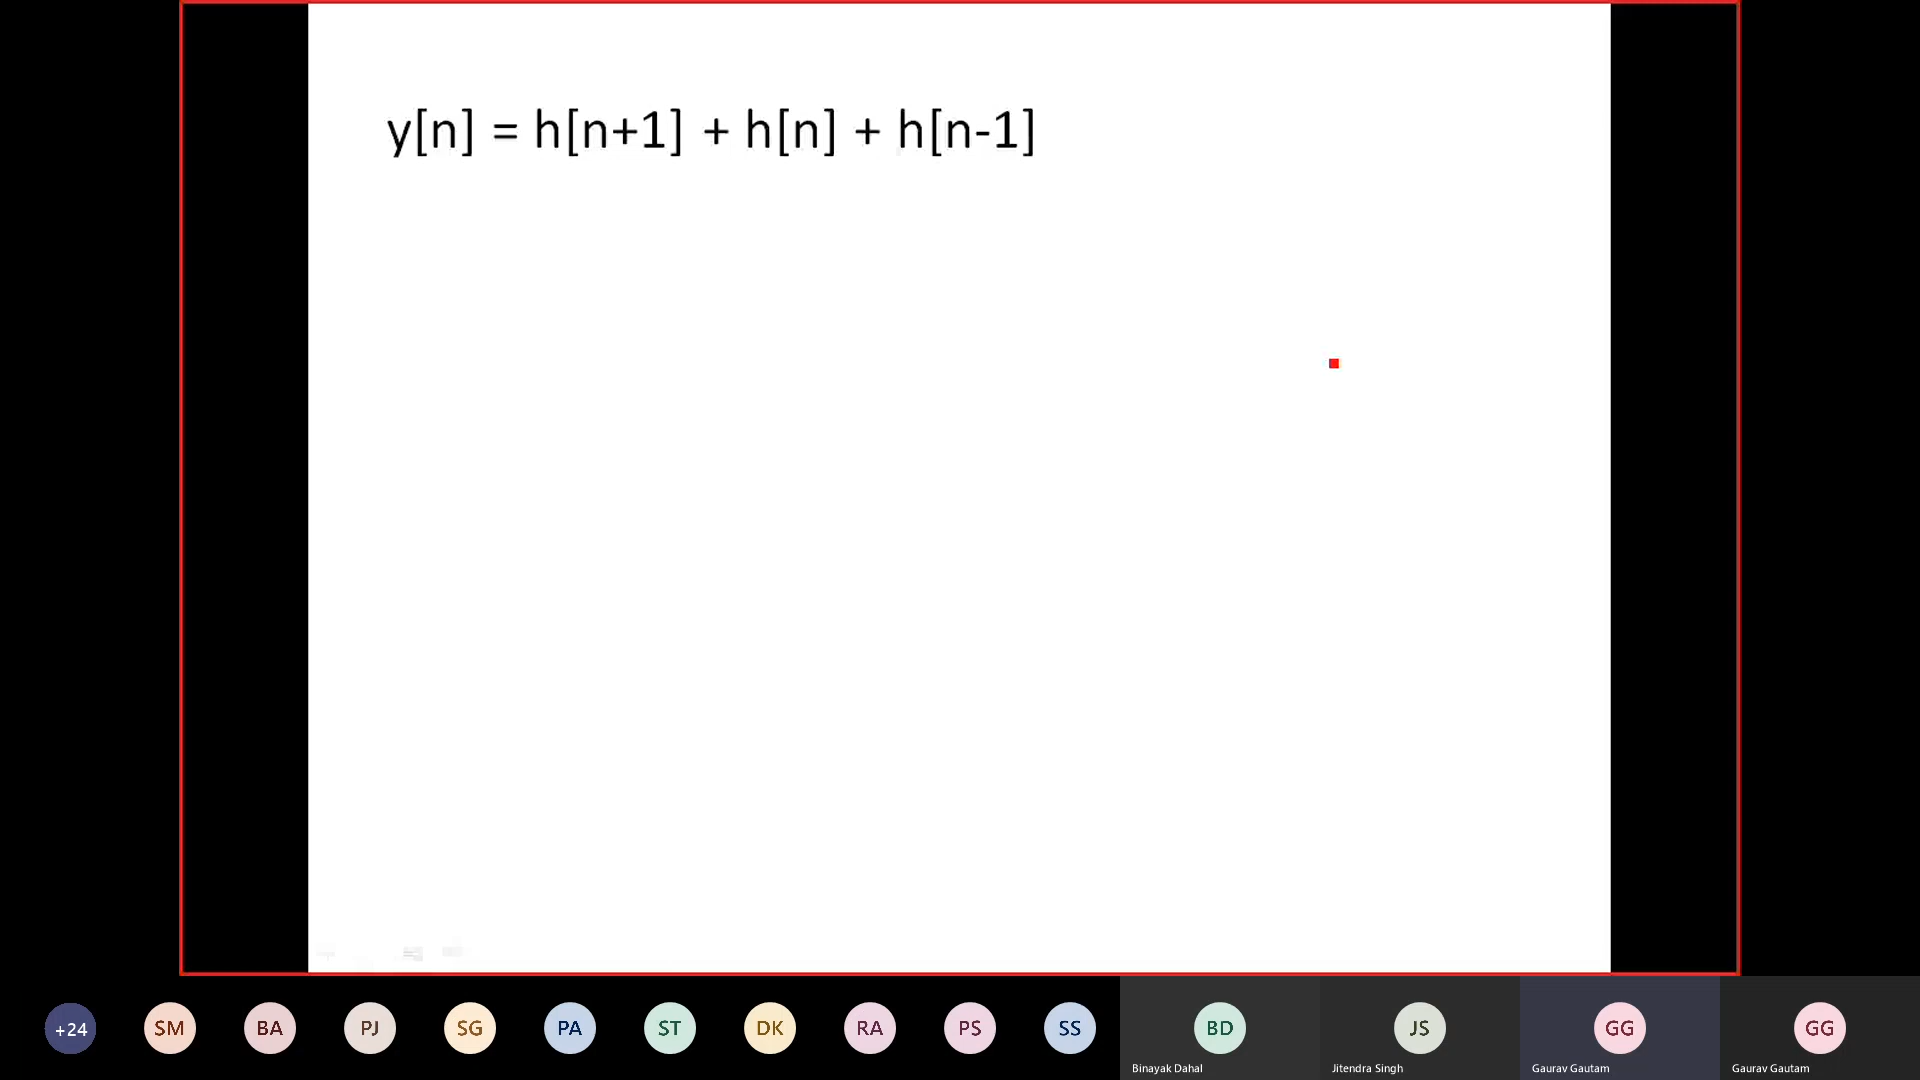 y[n] = h[n+1] + h[n] + h[n-1]
+24 SM BA PJ SG PA ST DK RA PS SS BD JS GG GG
Binayak Dahal Jitendra Singh Gaurav Gautam Gaurav Gautam